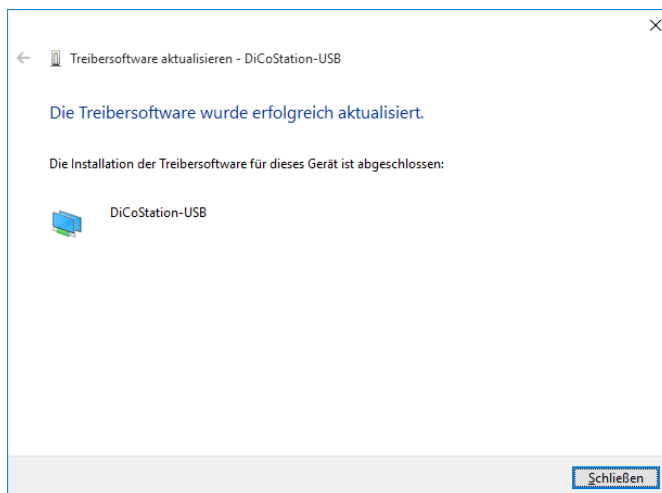 Treibersoftware aktualisieren - DiCoStation-USB
Die Treibersoftware wurde erfolgreich aktualisiert.
Die Installation der Treibersoftware für dieses Gerät ist abgeschlossen:
DiCoStation-USB
Schließen